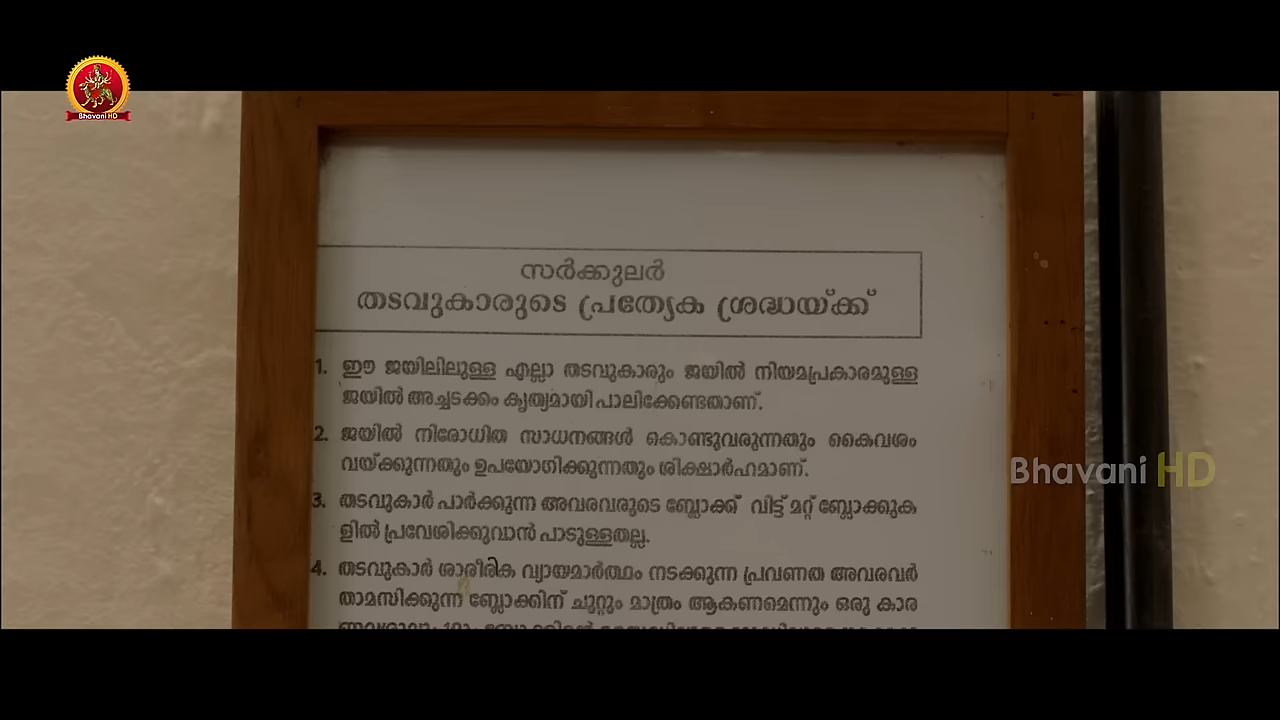 Bhavani HD
സർക്കുലർ
തടവുകാരുടെ പ്രത്യേക ശ്രദ്ധയ്ക്ക്
1. ഈ ജയിലിലുള്ള എല്ലാ തടവുകാരും ജയിൽ നിയമപ്രകാരമുള്ള
ജയിൽ അച്ചടക്കം കൃത്യമായി പാലിക്കേണ്ടതാണ്.
2. ജയിൽ നിരോധിത സാധനങ്ങൾ കൊണ്ടുവരുന്നതും കൈവശം
വയ്ക്കുന്നതും ഉപയോഗിക്കുന്നതും ശിക്ഷാർഹമാണ്.
Bhavani HD
3. തടവുകാർ പാർക്കുന്ന അവരവരുടെ ബ്ലോക്ക് വിട്ട് മറ്റ് ബ്ലോക്കുക
ളിൽ പ്രവേശിക്കുവാൻ പാടുള്ളതല്ല.
4. തടവുകാർ ശാരീരിക വ്യായമാർത്ഥം നടക്കുന്ന പ്രവണത അവരവർ
താമസിക്കുന്ന ബ്ലോക്കിന് ചുറ്റും മാത്രം ആകണമെന്നും ഒരു കാര